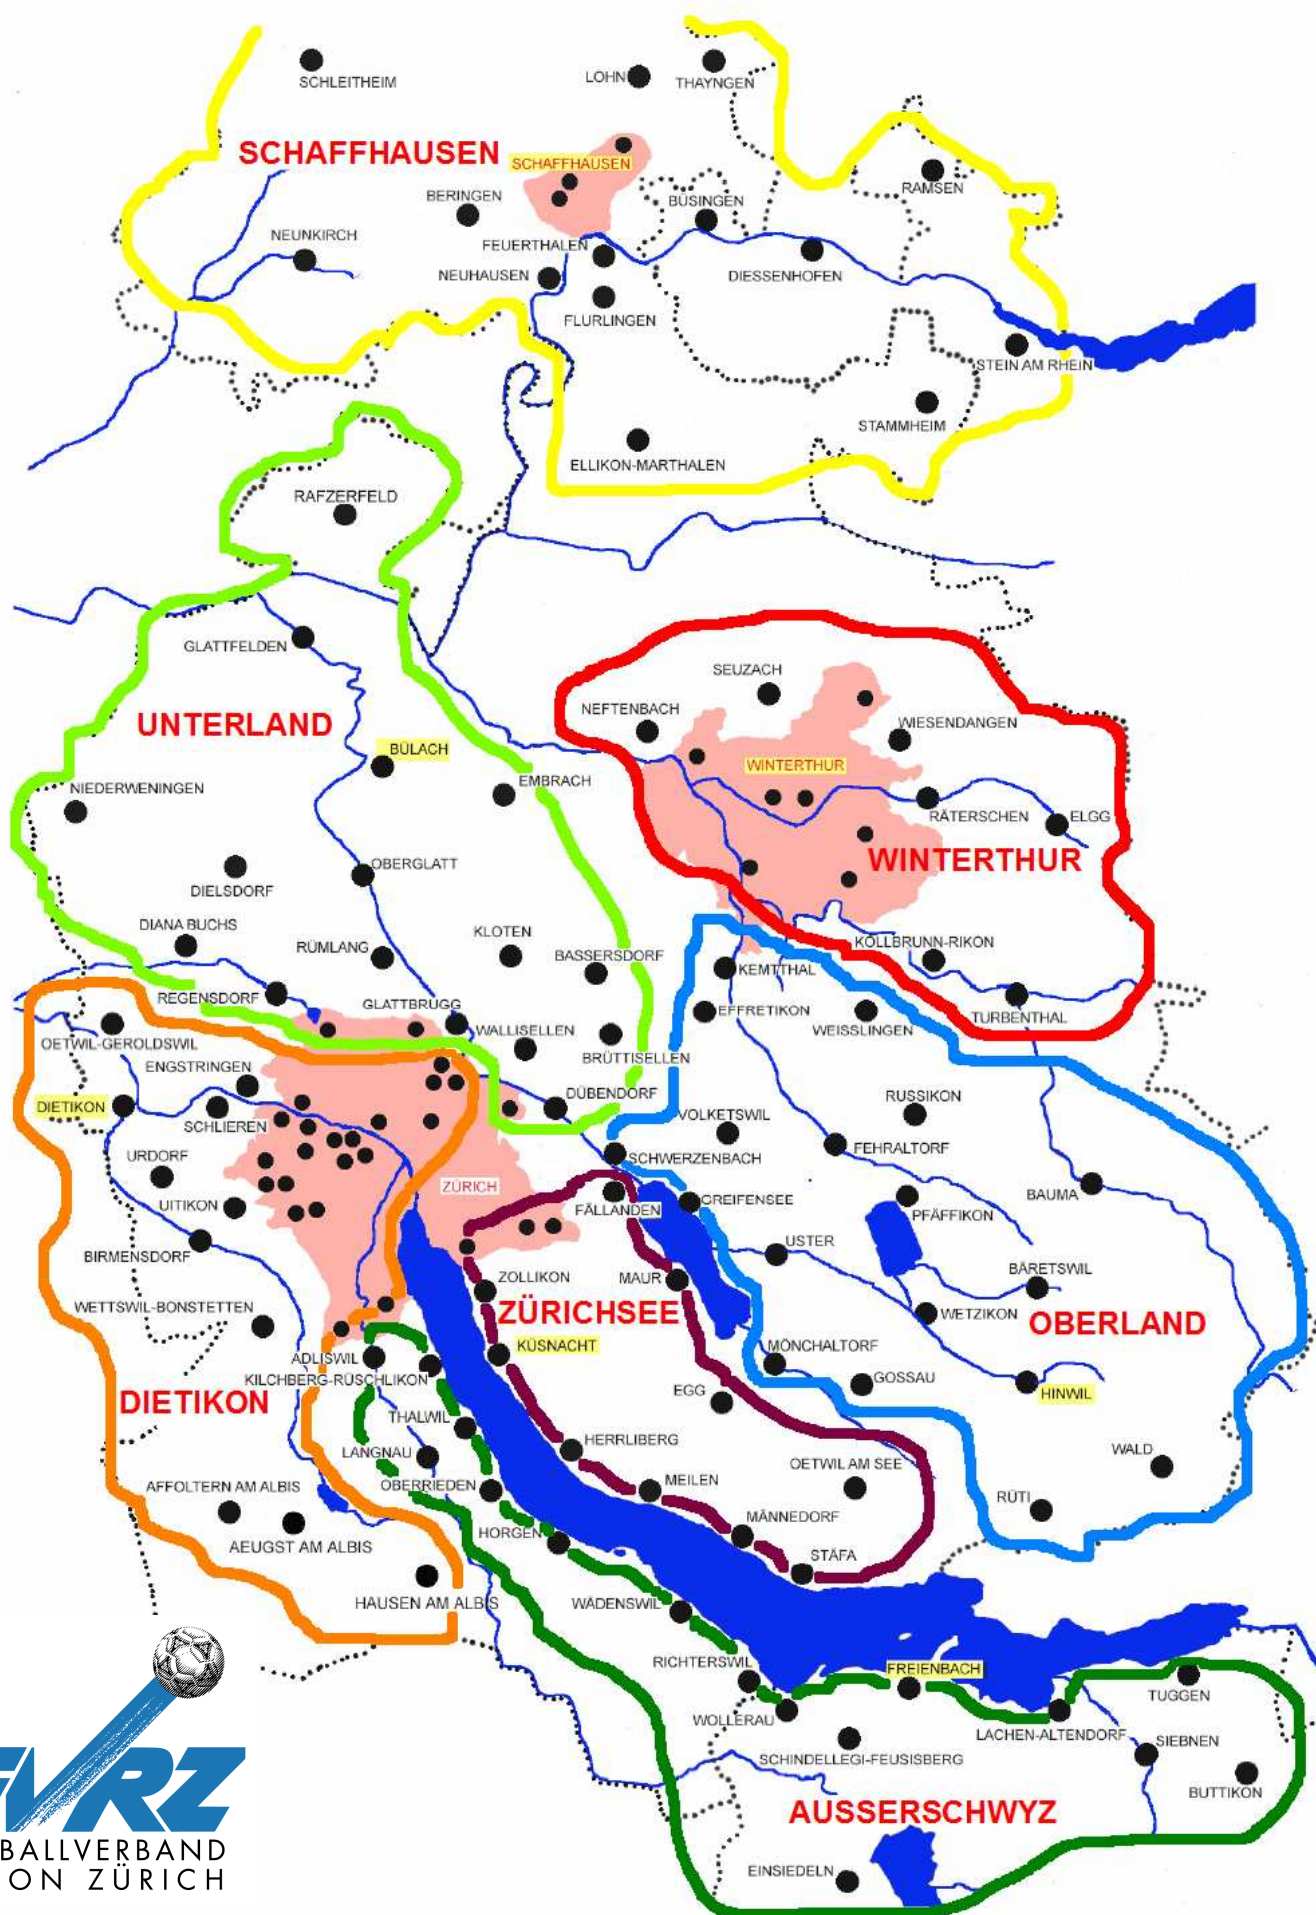 SCHLEITHEIM
LOHN
THAYNGEN
SCHAFFHAUSEN
SCHAFFHAUSEN
RAMSEN
BERINGEN
BÜSINGEN
NEUNKIRCH
FEUERTHALEN
NEUHAUSEN
DIESSENHOFEN
FLURLINGEN
STEIN AM RHEIN
STAMMHEIM
ELLIKON-MARTHALEN
RAFZERFELD
GLATTFELDEN
SEUZACH
NEFTENBACH
UNTERLAND
WIESENDANGEN
BÜLACH
WINTERTHUR
EMBRACH
NIEDERWENINGEN
RÄTERSCHEN
ELGG
OBERGLATT
WINTERTHUR
DIELSDORF
DIANA BUCHS
KLOTEN
RÜMLANG
BASSERSDORF
KOLLBRUNN-RIKON
KEMTTHAL
REGENSDORF
GLATTBRUGG
EFFRETIKON
WEISSLINGEN
TURBENTHAL
WALLISELLEN
OETWIL-GEROLDSWIL
BRÜTTISELLEN
ENGSTRINGEN
DÜBENDORF
RUSSIKON
DIETIKON
VOLKETSWIL
SCHLIEREN
FEHRALTORF
URDORF
SCHWERZENBACH
ZÜRICH
BAUMA
UITIKON
FÄLLANDEN
GREIFENSEE
PFÄFFIKON
BIRMENSDORF
USTER
ZOLLIKON
MAUR
BÄRETSWIL
WETTSWIL-BONSTETTEN
ZÜRICHSEE
WETZIKON
OBERLAND
KÜSNACHT
MÖNCHALTORF
ADLISWIL
KILCHBERG-RÜSCHLIKON
GOSSAU
HINWIL
EGG
DIETIKON
THALWIL
HERRLIBERG
LANGNAU
WALD
OETWIL AM SEE
MEILEN
AFFOLTERN AM ALBIS
OBERRIEDEN
RÜTI
MÄNNEDORF
HORGEN
AEUGST AM ALBIS
STÄFA
HAUSEN AM ALBIS
WÄDENSWIL
RICHTERSWIL
FREIENBACH
TUGGEN
WOLLERAU
LACHEN-ALTENDORF
SIEBNEN
SCHINDELLEGI-FEUSISBERG
BUTTIKON
AUSSERSCHWYZ
VRZ
BALLVERBAND
ON ZÜRICH
EINSIEDELN